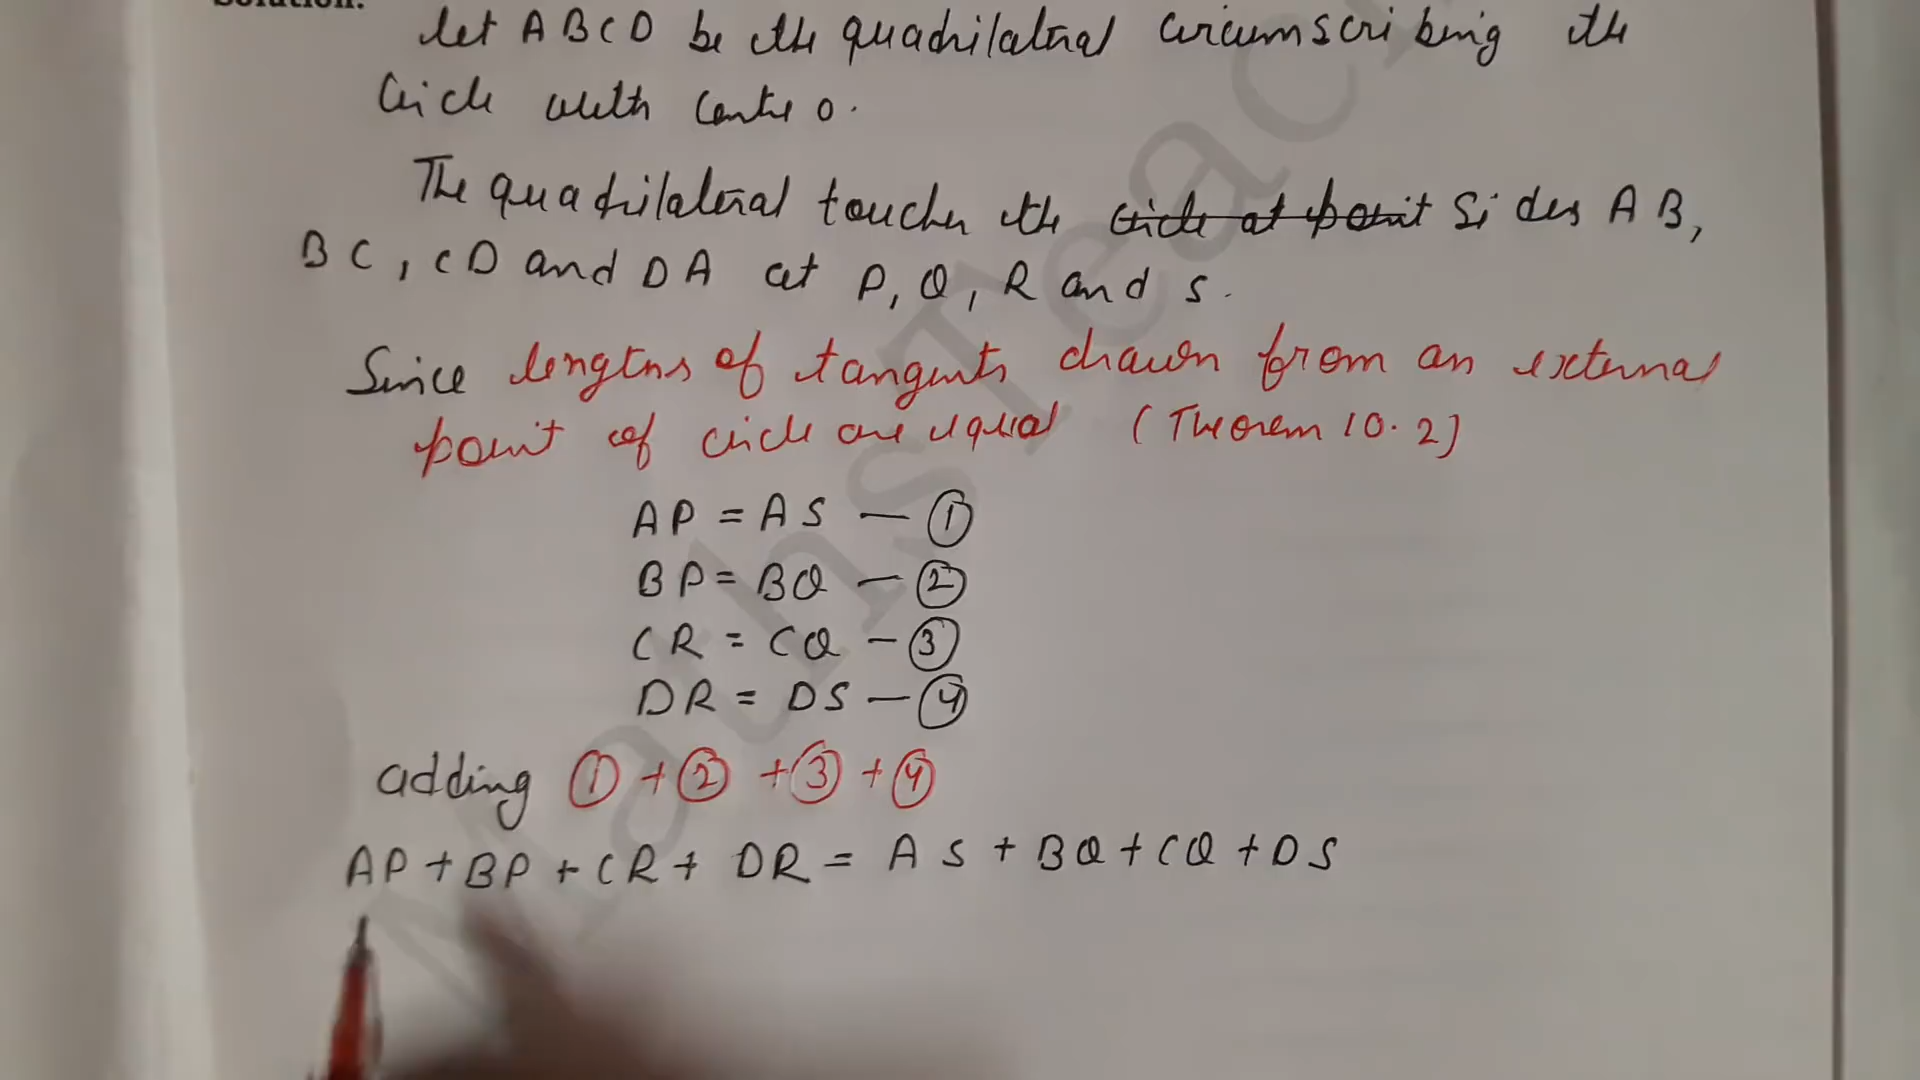 Solution:
let ABCD be the quadrilateral circumscribing the
circle with centre O.
The quadrilateral touches the circle at point sides AB,
BC, CD and DA at P, Q, R and S.
Since lengths of tangents drawn from an external
point of circle are equal (Theorem 10.2)
AP = AS — ①
BP = BQ — ②
CR = CQ — ③
DR = DS — ④
adding ① + ② + ③ + ④
AP + BP + CR + DR = AS + BQ + CQ + DS